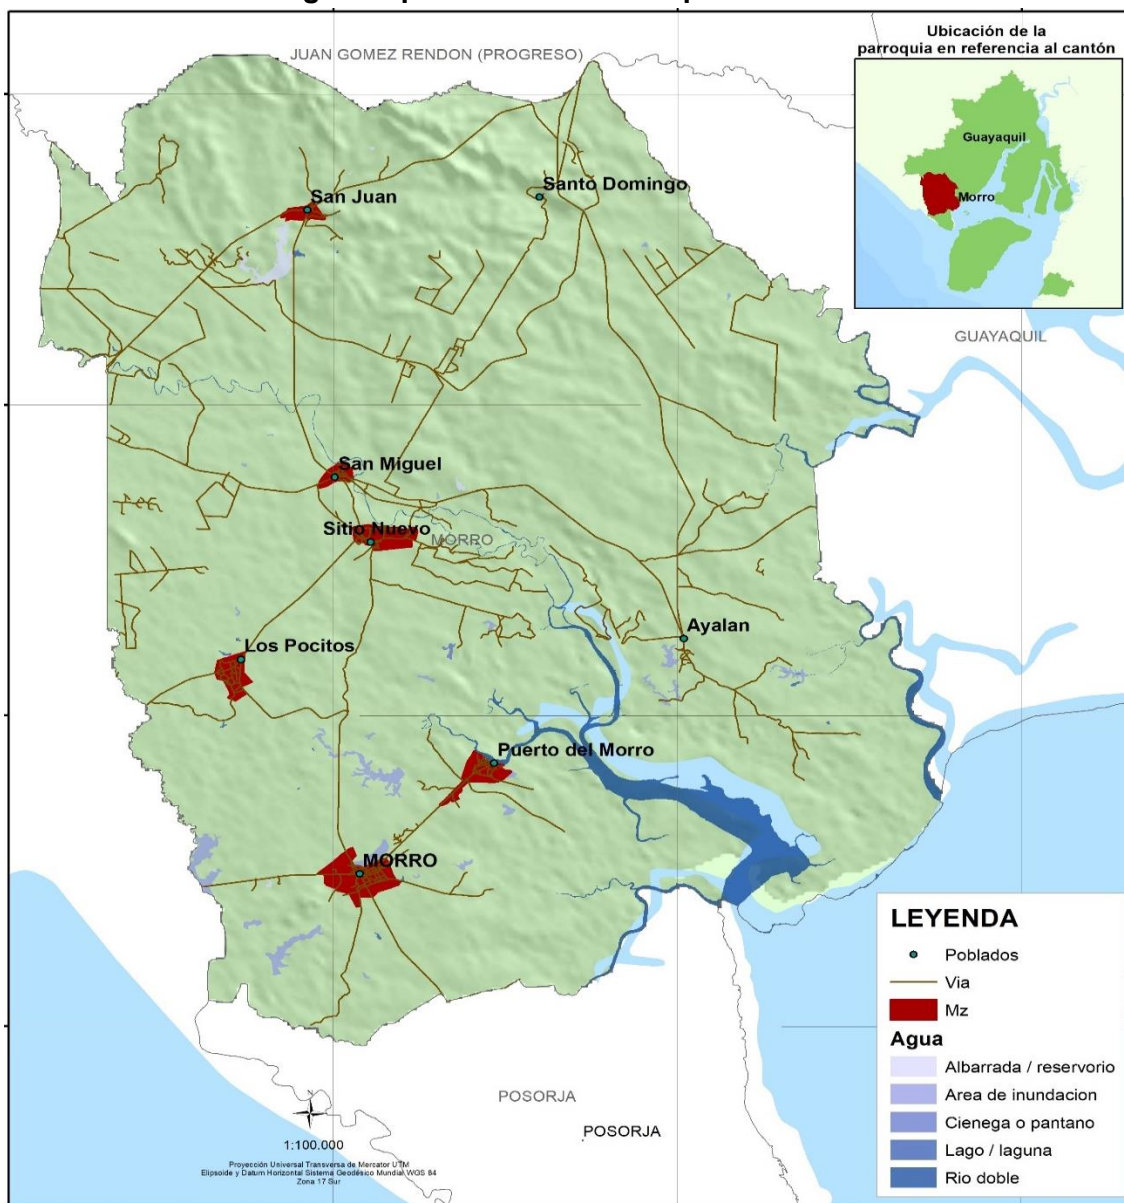 JUAN GOMEZ RENDON (PROGRESO)
Ubicación de la
parroquia en referencia al cantón
Guayaquil
Morro
San Juan
Santo Domingo
GUAYAQUIL
San Miguel
Sitio Nuevo
MORRO
Ayalan
Los Pocitos
Puerto del Morro
MORRO
LEYENDA
Poblados
Via
Mz
Agua
Albarrada / reservorio
Area de inundacion
Cienega o pantano
Lago / laguna
Rio doble
POSORJA
POSORJA
N
1:100.000
Proyección Universal Transversa de Mercator UTM
Elipsoide y Datum Horizontal Sistema Geodésico Mundial WGS 84
Zona 17 Sur